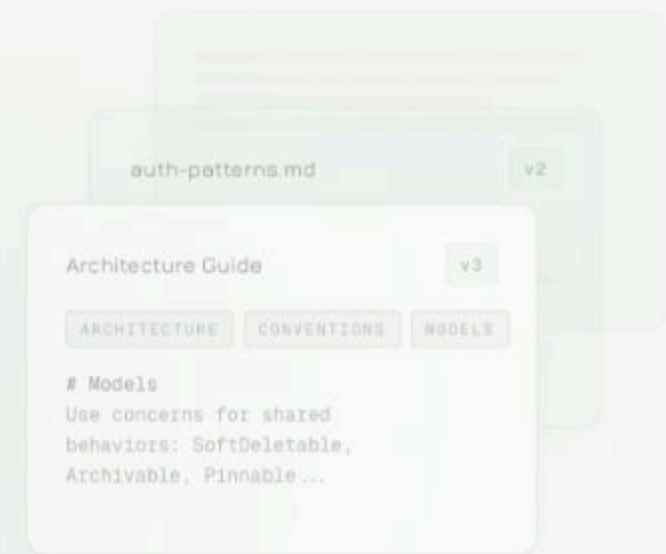 auth-patterns.md
v2
Architecture Guide
v3
ARCHITECTURE CONVENTIONS MODELS
# Models
Use concerns for shared
behaviors: SoftDeletable,
Archivable, Pinnable...